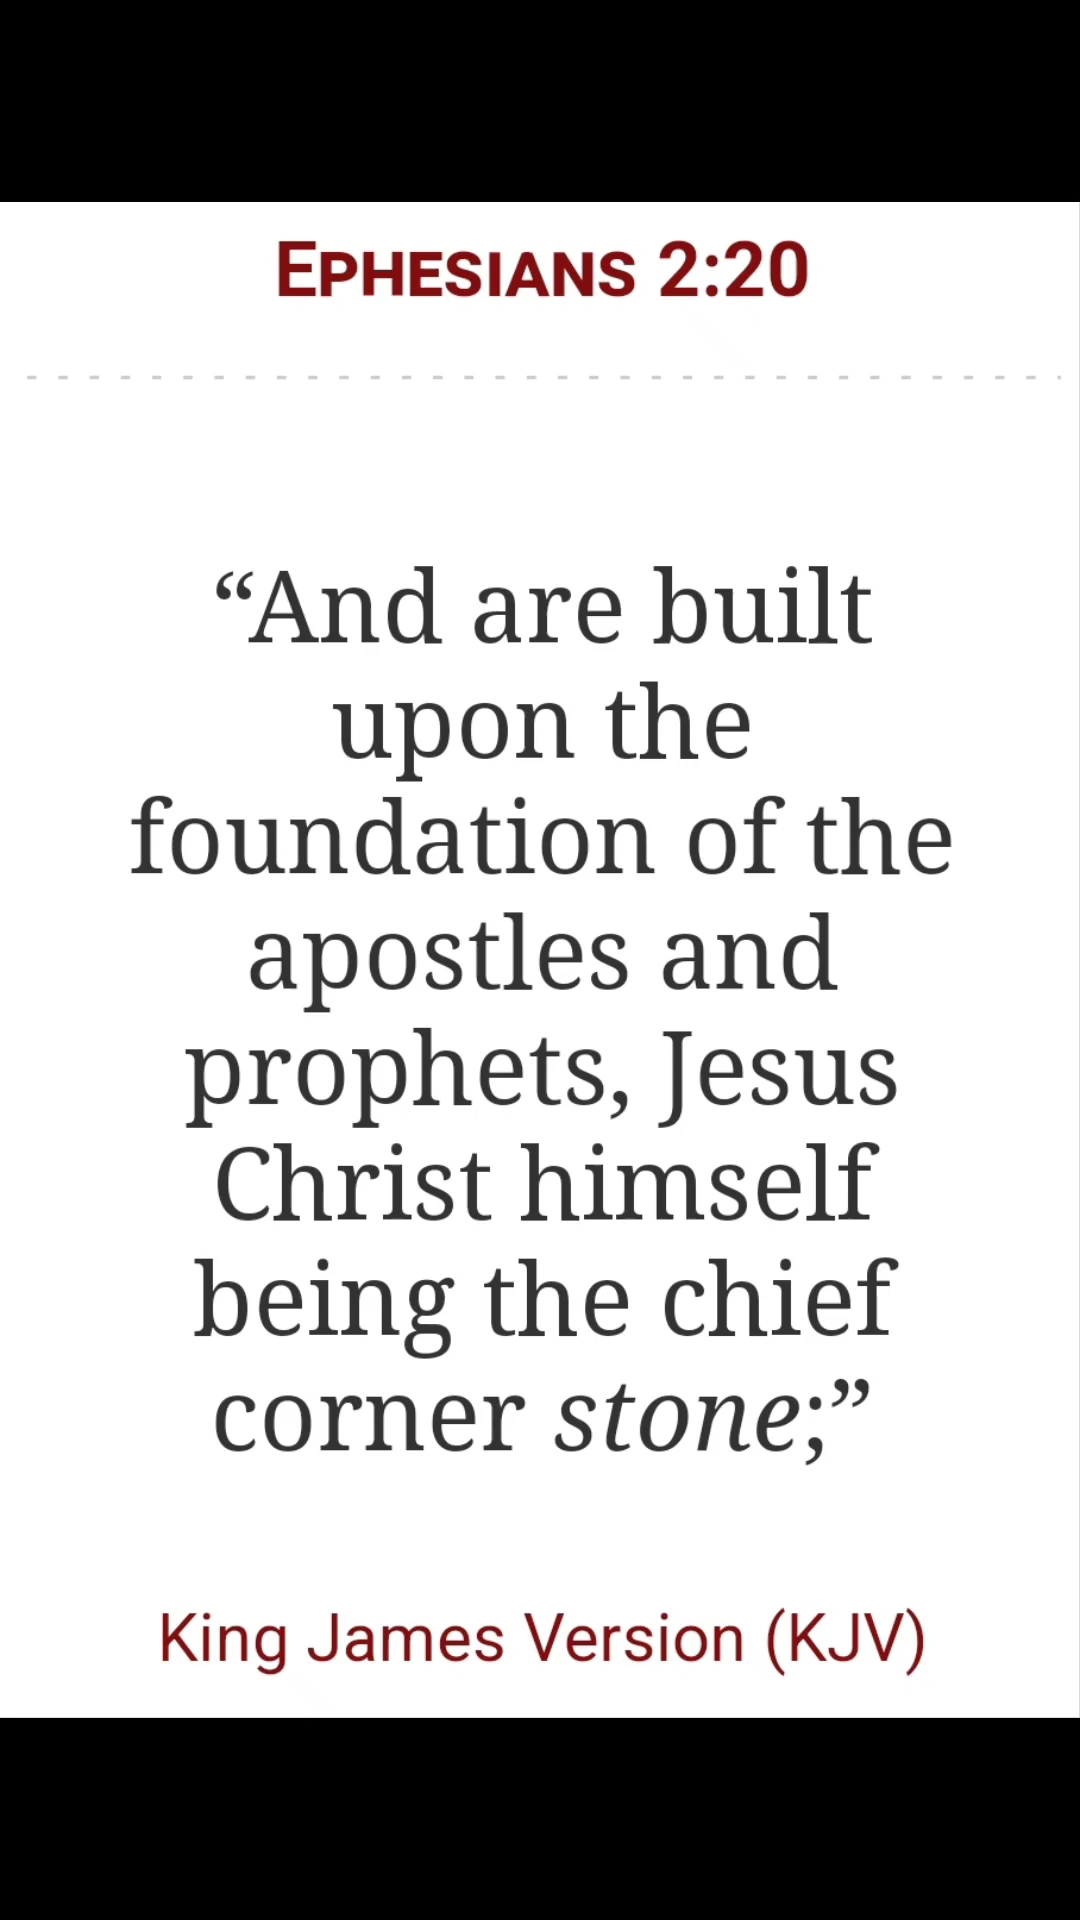 Ephesians 2:20
“And are built
upon the
foundation of the
apostles and
prophets, Jesus
Christ himself
being the chief
corner stone;”
King James Version (KJV)